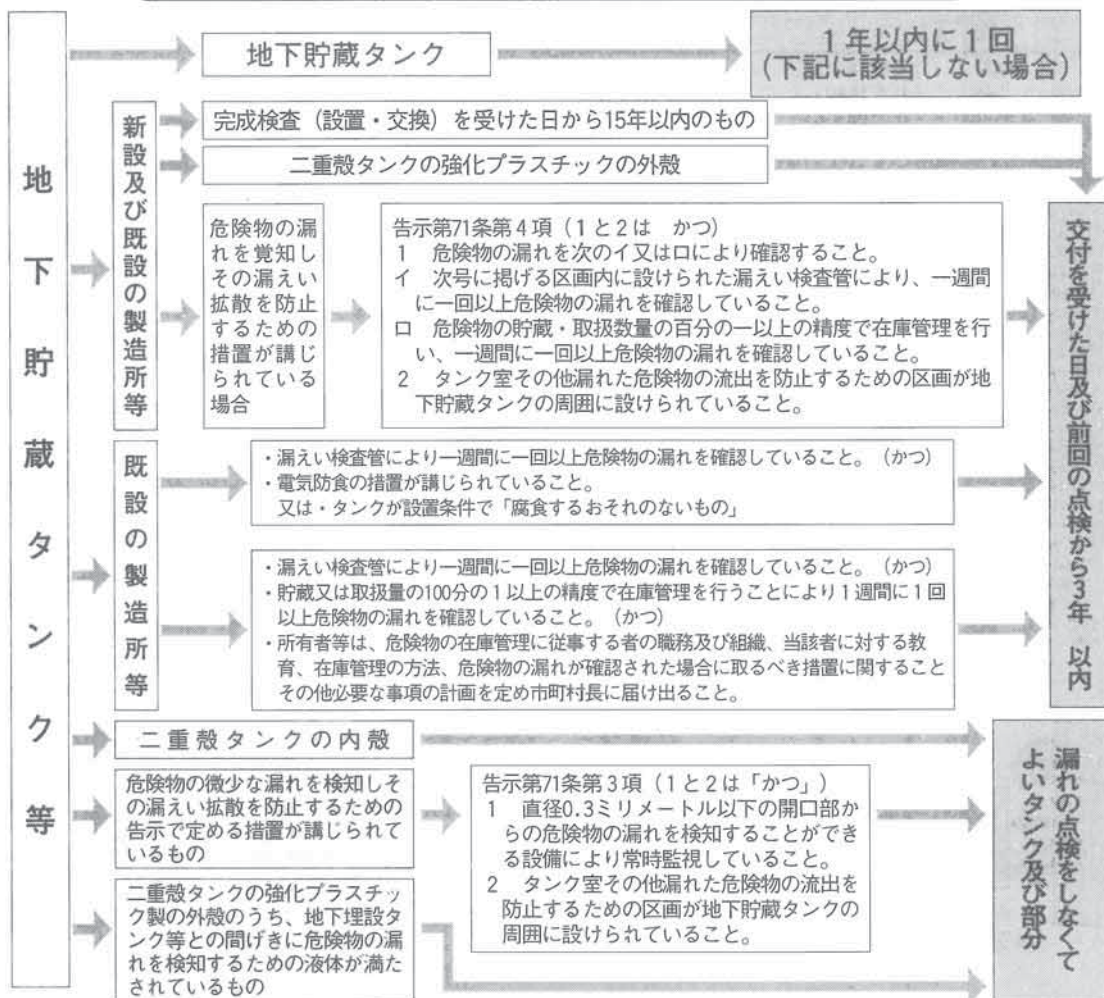 地下貯蔵タンク等
地下貯蔵タンク
1年以内に1回
(下記に該当しない場合)
新設及び既設の製造所等
完成検査(設置・交換)を受けた日から15年以内のもの
二重殻タンクの強化プラスチックの外殻
危険物の漏
れを覚知し
その漏えい
拡散を防止
するための
措置が講じ
られている
場合
告示第71条第4項(1と2は かつ)
1 危険物の漏れを次のイ又はロにより確認すること。
イ 次号に掲げる区画内に設けられた漏えい検査管により、一週間
に一回以上危険物の漏れを確認していること。
ロ 危険物の貯蔵・取扱数量の百分の一以上の精度で在庫管理を行
い、一週間に一回以上危険物の漏れを確認していること。
2 タンク室その他漏れた危険物の流出を防止するための区画が地
下貯蔵タンクの周囲に設けられていること。
交付を受けた日及び前回の点検から3年 以内
既設の製造所等
・漏えい検査管により一週間に一回以上危険物の漏れを確認していること。(かつ)
・電気防食の措置が講じられていること。
又は・タンクが設置条件で「腐食するおそれのないもの」
・漏えい検査管により一週間に一回以上危険物の漏れを確認していること。(かつ)
・貯蔵又は取扱量の100分の1以上の精度で在庫管理を行うことにより1週間に1回
以上危険物の漏れを確認していること。(かつ)
・所有者等は、危険物の在庫管理に従事する者の職務及び組織、当該者に対する教
育、在庫管理の方法、危険物の漏れが確認された場合に取るべき措置に関すること
その他必要な事項の計画を定め市町村長に届け出ること。
二重殻タンクの内殻
危険物の微少な漏れを検知しそ
の漏えい拡散を防止するための
告示で定める措置が講じられて
いるもの
告示第71条第3項(1と2は「かつ」)
1 直径0.3ミリメートル以下の開口部か
らの危険物の漏れを検知することができ
る設備により常時監視していること。
2 タンク室その他漏れた危険物の流出を
防止するための区画が地下貯蔵タンクの
周囲に設けられていること。
二重殻タンクの強化プラスチッ
ク製の外殻のうち、地下埋設タ
ンク等との間げきに危険物の漏
れを検知するための液体が満た
されているもの
漏れの点検をしなくて
よいタンク及び部分